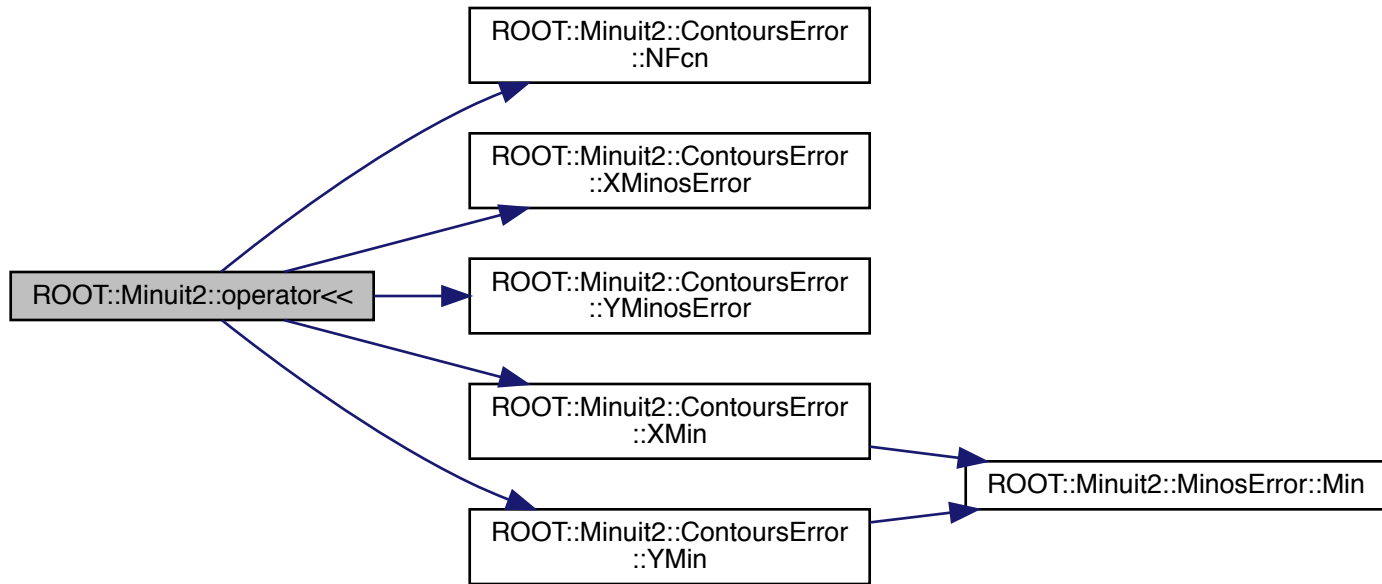 ROOT::Minuit2::ContoursError
::NFcn
ROOT::Minuit2::ContoursError
::XMinosError
ROOT::Minuit2::operator<<
ROOT::Minuit2::ContoursError
::YMinosError
ROOT::Minuit2::ContoursError
::XMin
ROOT::Minuit2::MinosError::Min
ROOT::Minuit2::ContoursError
::YMin